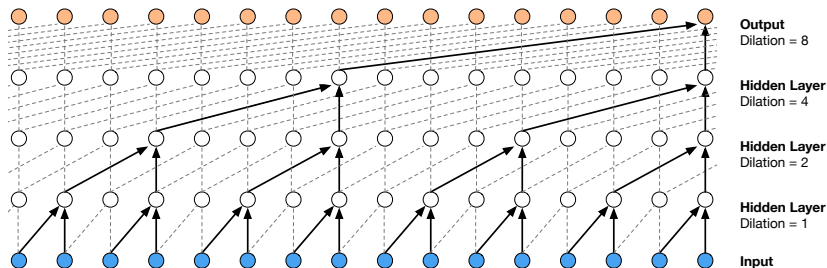 Output
Dilation = 8
Hidden Layer
Dilation = 4
Hidden Layer
Dilation = 2
Hidden Layer
Dilation = 1
Input